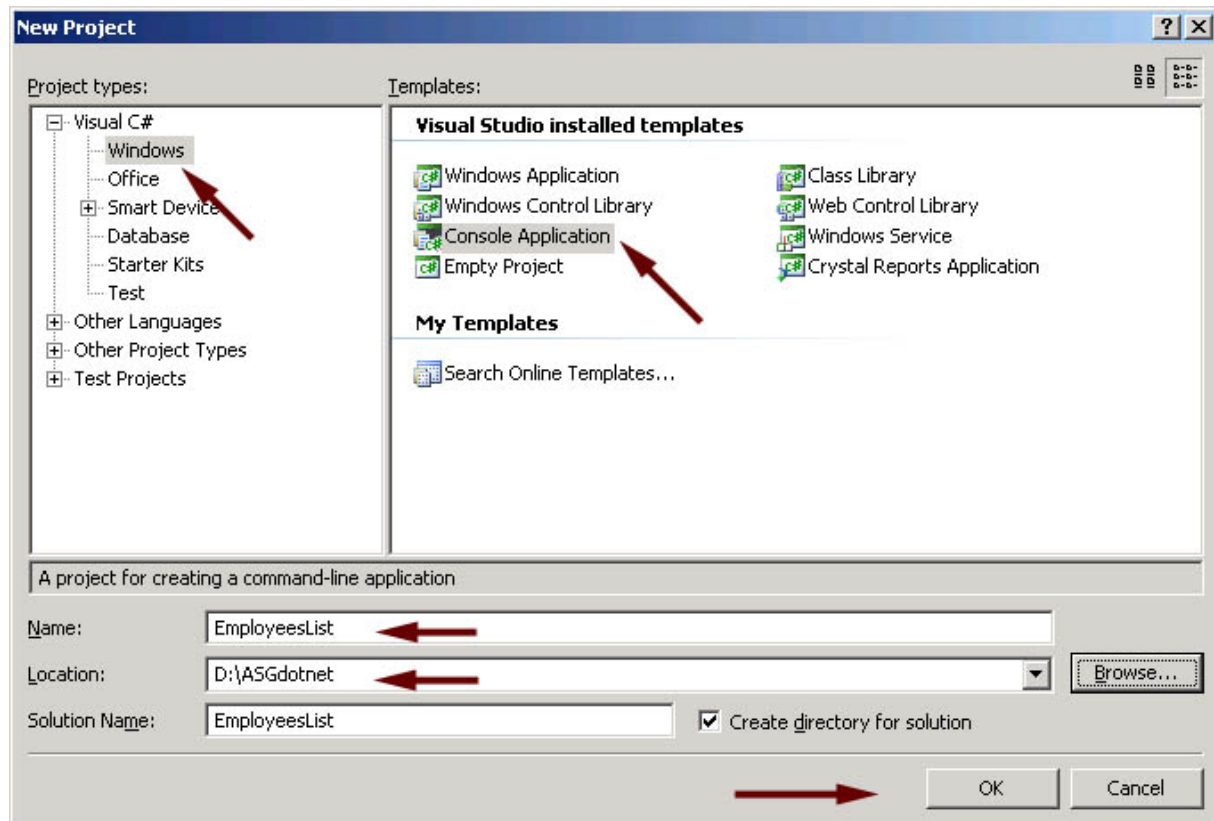 New Project
Project types:
Templates:
Visual C#
Windows
Office
Smart Device
Database
Starter Kits
Test
Other Languages
Other Project Types
Test Projects
Visual Studio installed templates
Windows Application
Windows Control Library
Console Application
Empty Project
Class Library
Web Control Library
Windows Service
Crystal Reports Application
My Templates
Search Online Templates...
A project for creating a command-line application
Name: EmployeesList
Location: D:\ASGdotnet Browse...
Solution Name: EmployeesList Create directory for solution
OK Cancel